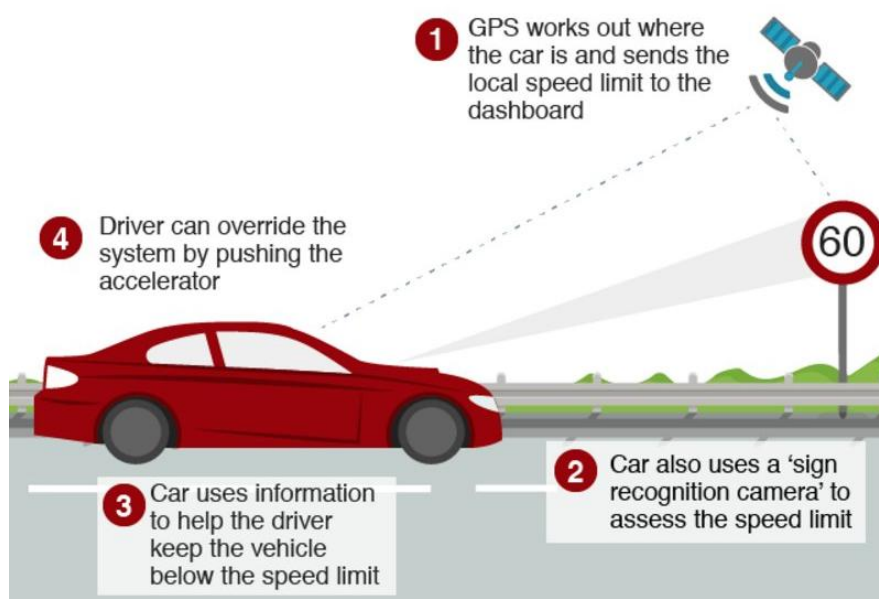 1
GPS works out where
the car is and sends the
local speed limit to the
dashboard
60
2
Car also uses a ‘sign
recognition camera’ to
assess the speed limit
3
Car uses information
to help the driver
keep the vehicle
below the speed limit
4
Driver can override the
system by pushing the
accelerator